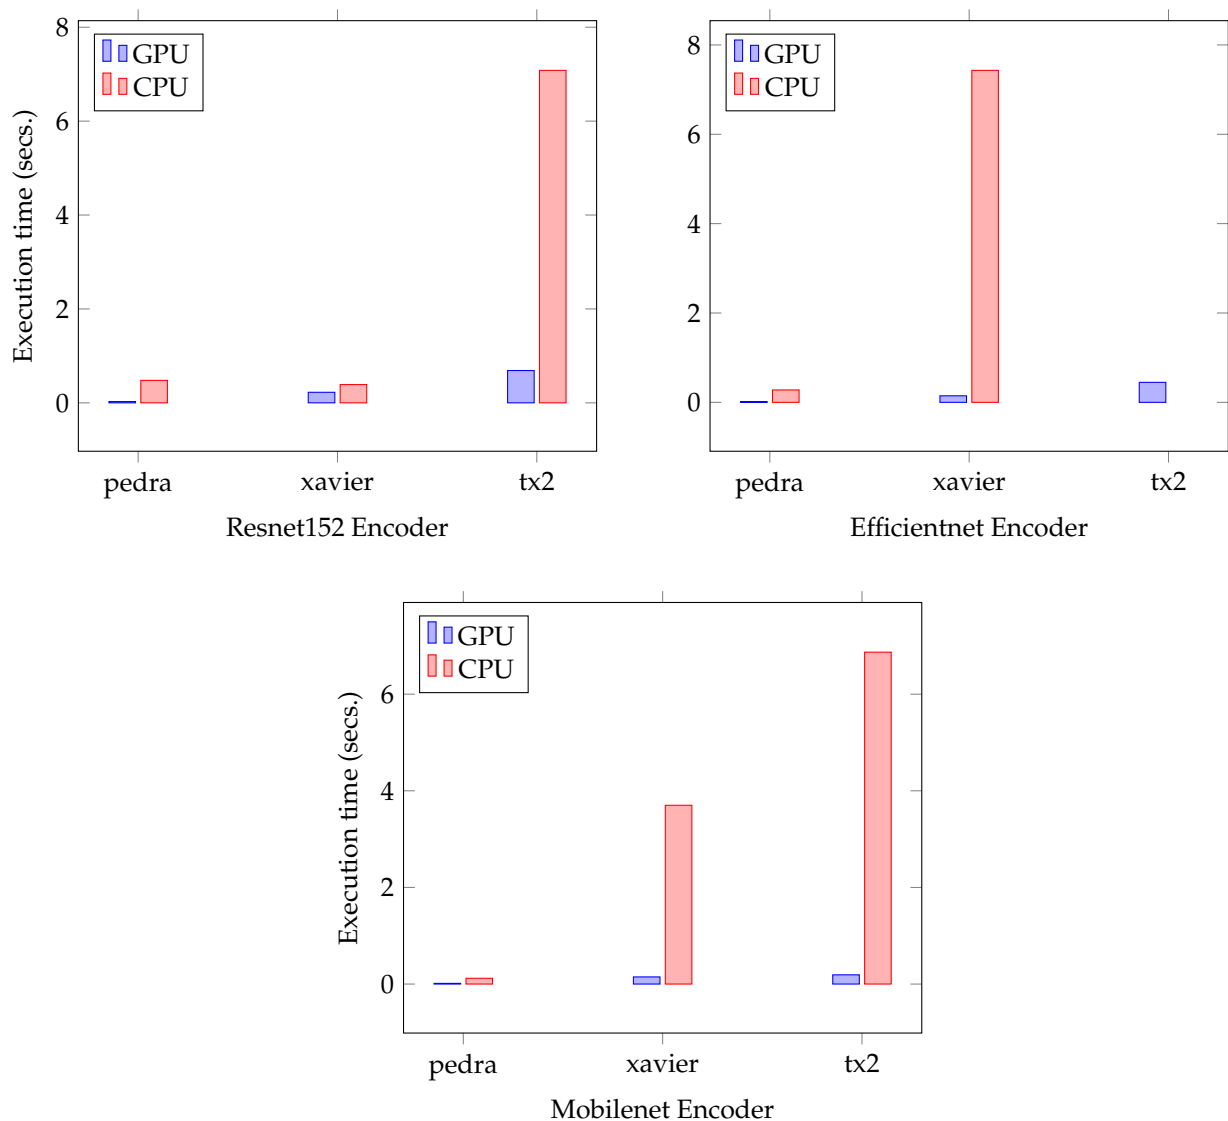 GPU
CPU
8
6
4
2
0
Execution time (secs.)
pedra xavier tx2
Resnet152 Encoder
GPU
CPU
8
6
4
2
0
pedra xavier tx2
Efficientnet Encoder
GPU
CPU
6
4
2
0
Execution time (secs.)
pedra xavier tx2
Mobilenet Encoder